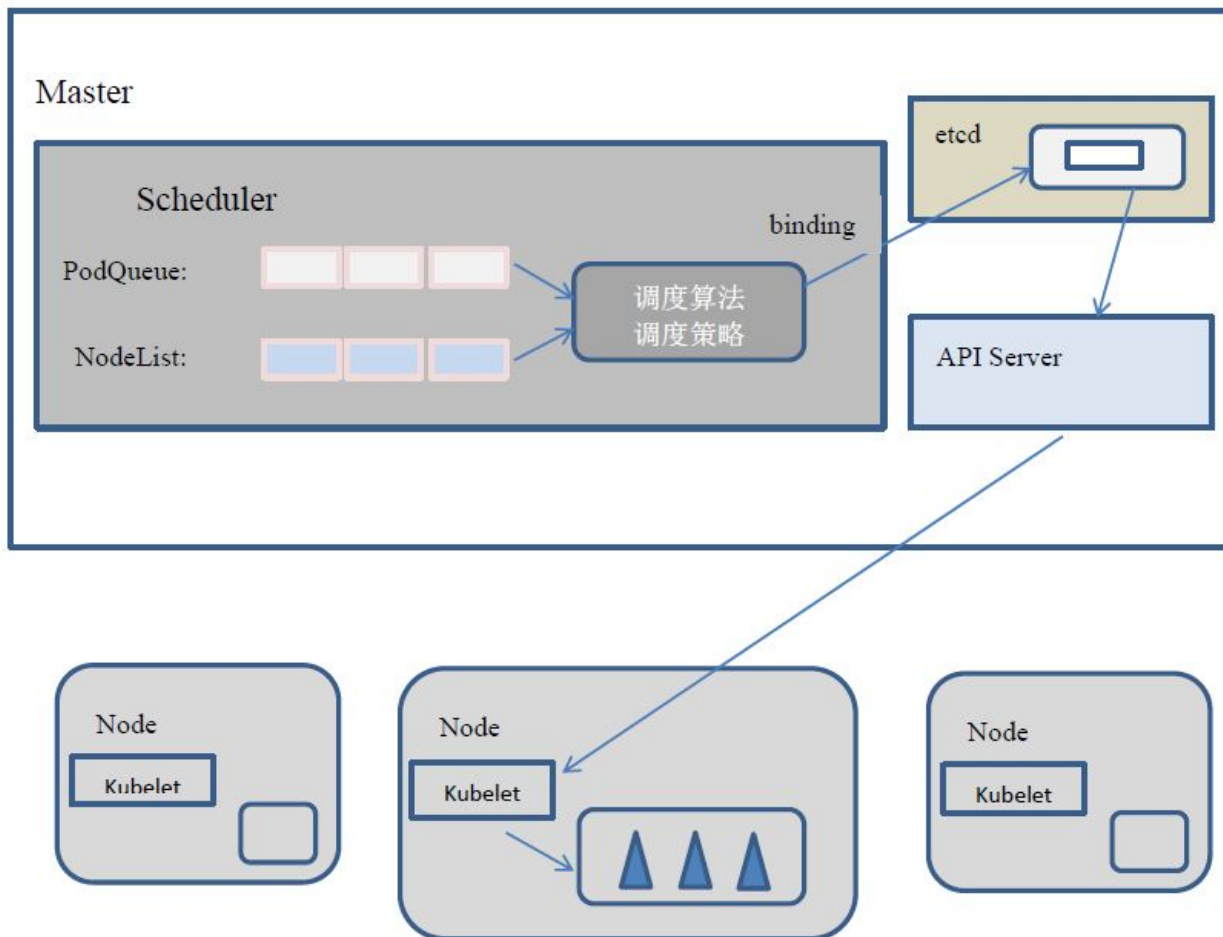 Master
etcd
Scheduler
binding
PodQueue:
调度算法
调度策略
NodeList:
API Server
Node
Kubelet
Node
Kubelet
Node
Kubelet